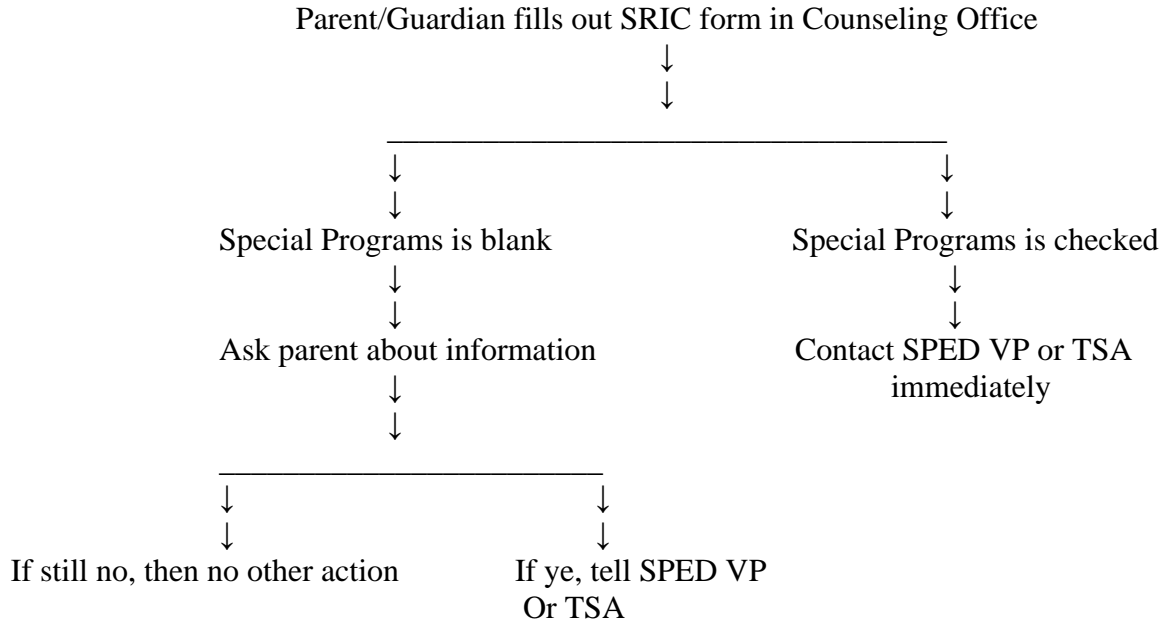 Parent/Guardian fills out SRIC form in Counseling Office
↓
↓
___________________________________
↓ ↓
↓ ↓
Special Programs is blank Special Programs is checked
↓ ↓
↓ ↓
Ask parent about information Contact SPED VP or TSA
↓ immediately
↓
________________________
↓ ↓
↓ ↓
If still no, then no other action If ye, tell SPED VP
Or TSA